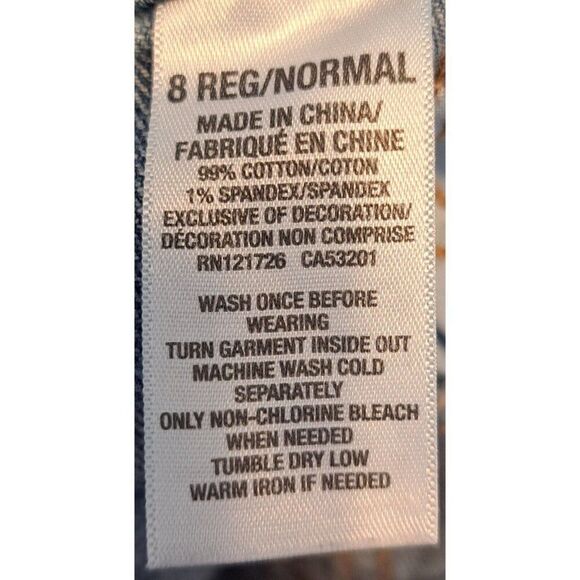 8 REG/NORMAL
MADE IN CHINA/
FABRIQUÉ EN CHINE
99% COTTON/COTON
1% SPANDEX/SPANDEX
EXCLUSIVE OF DECORATION/
DÉCORATION NON COMPRISE
RN121726 CA53201
WASH ONCE BEFORE
WEARING
TURN GARMENT INSIDE OUT
MACHINE WASH COLD
SEPARATELY
ONLY NON-CHLORINE BLEACH
WHEN NEEDED
TUMBLE DRY LOW
WARM IRON IF NEEDED